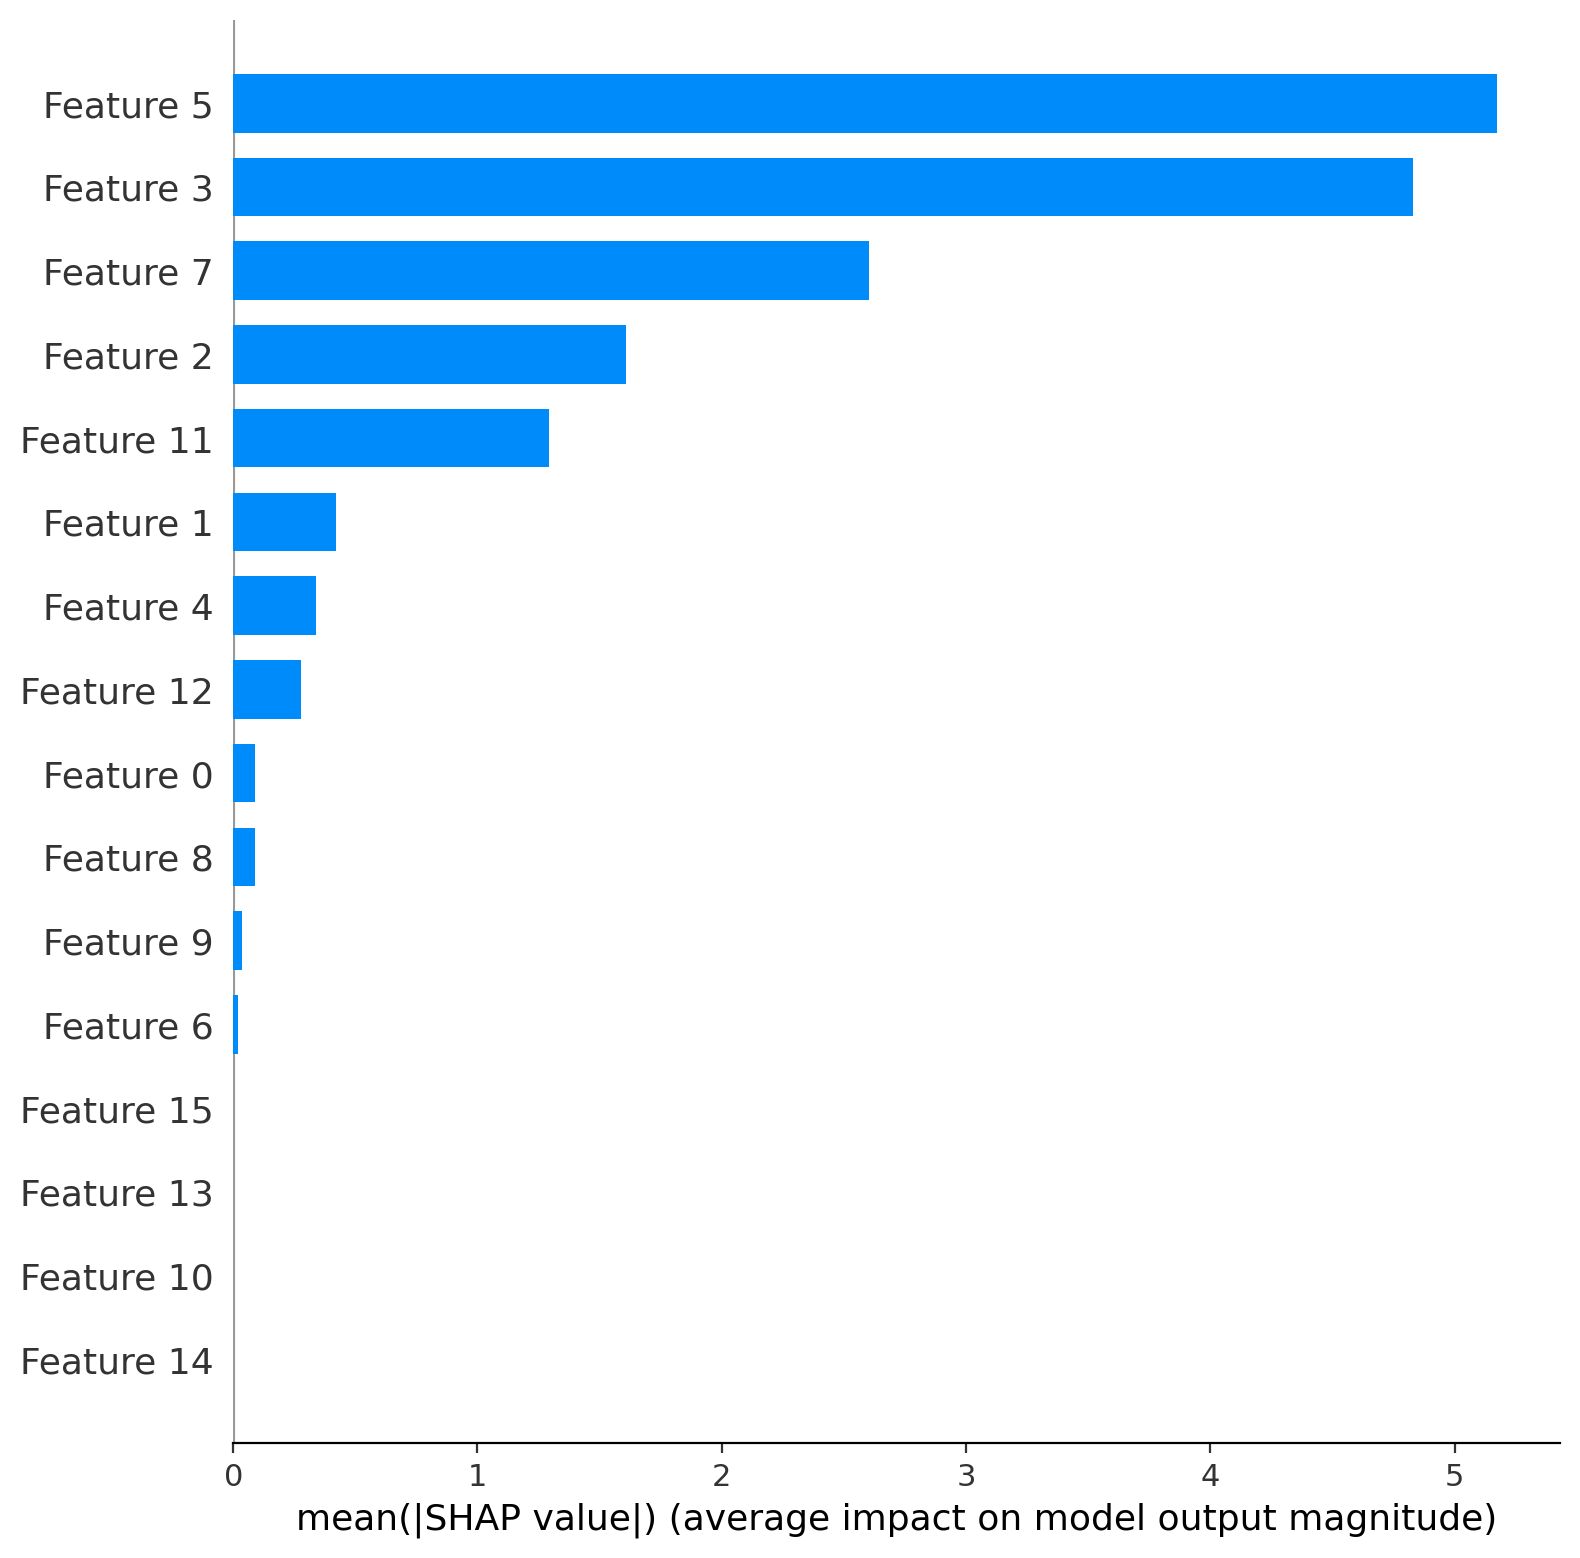 Feature 5
Feature 3
Feature 7
Feature 2
Feature 11
Feature 1
Feature 4
Feature 12
Feature 0
Feature 8
Feature 9
Feature 6
Feature 15
Feature 13
Feature 10
Feature 14
0 1 2 3 4 5
mean(|SHAP value|) (average impact on model output magnitude)